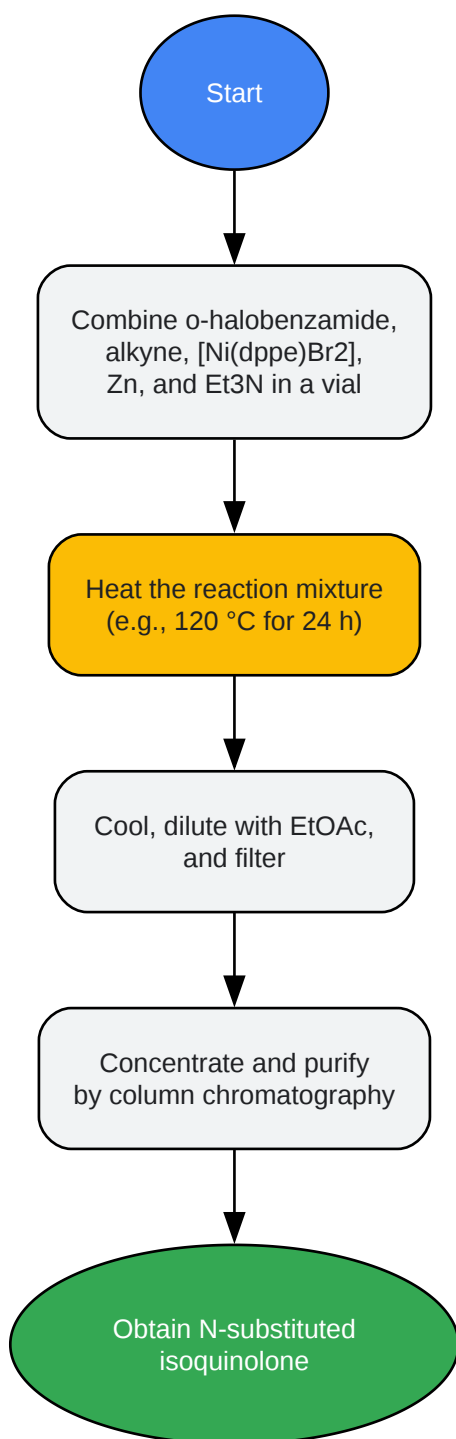 Start
Combine o-halobenzamide,
alkyne, [Ni(dppe)Br2],
Zn, and Et3N in a vial
Heat the reaction mixture
(e.g., 120 °C for 24 h)
Cool, dilute with EtOAc,
and filter
Concentrate and purify
by column chromatography
Obtain N-substituted
isoquinolone